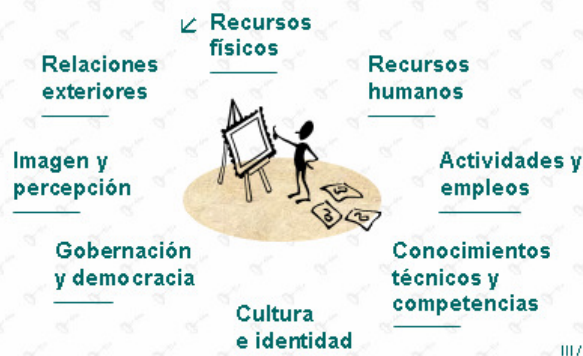 Recursos
físicos
Relaciones
exteriores
Recursos
humanos
Imagen y
percepción
Actividades y
empleos
Gobernación
y democracia
Conocimientos
técnicos y
competencias
Cultura
e identidad